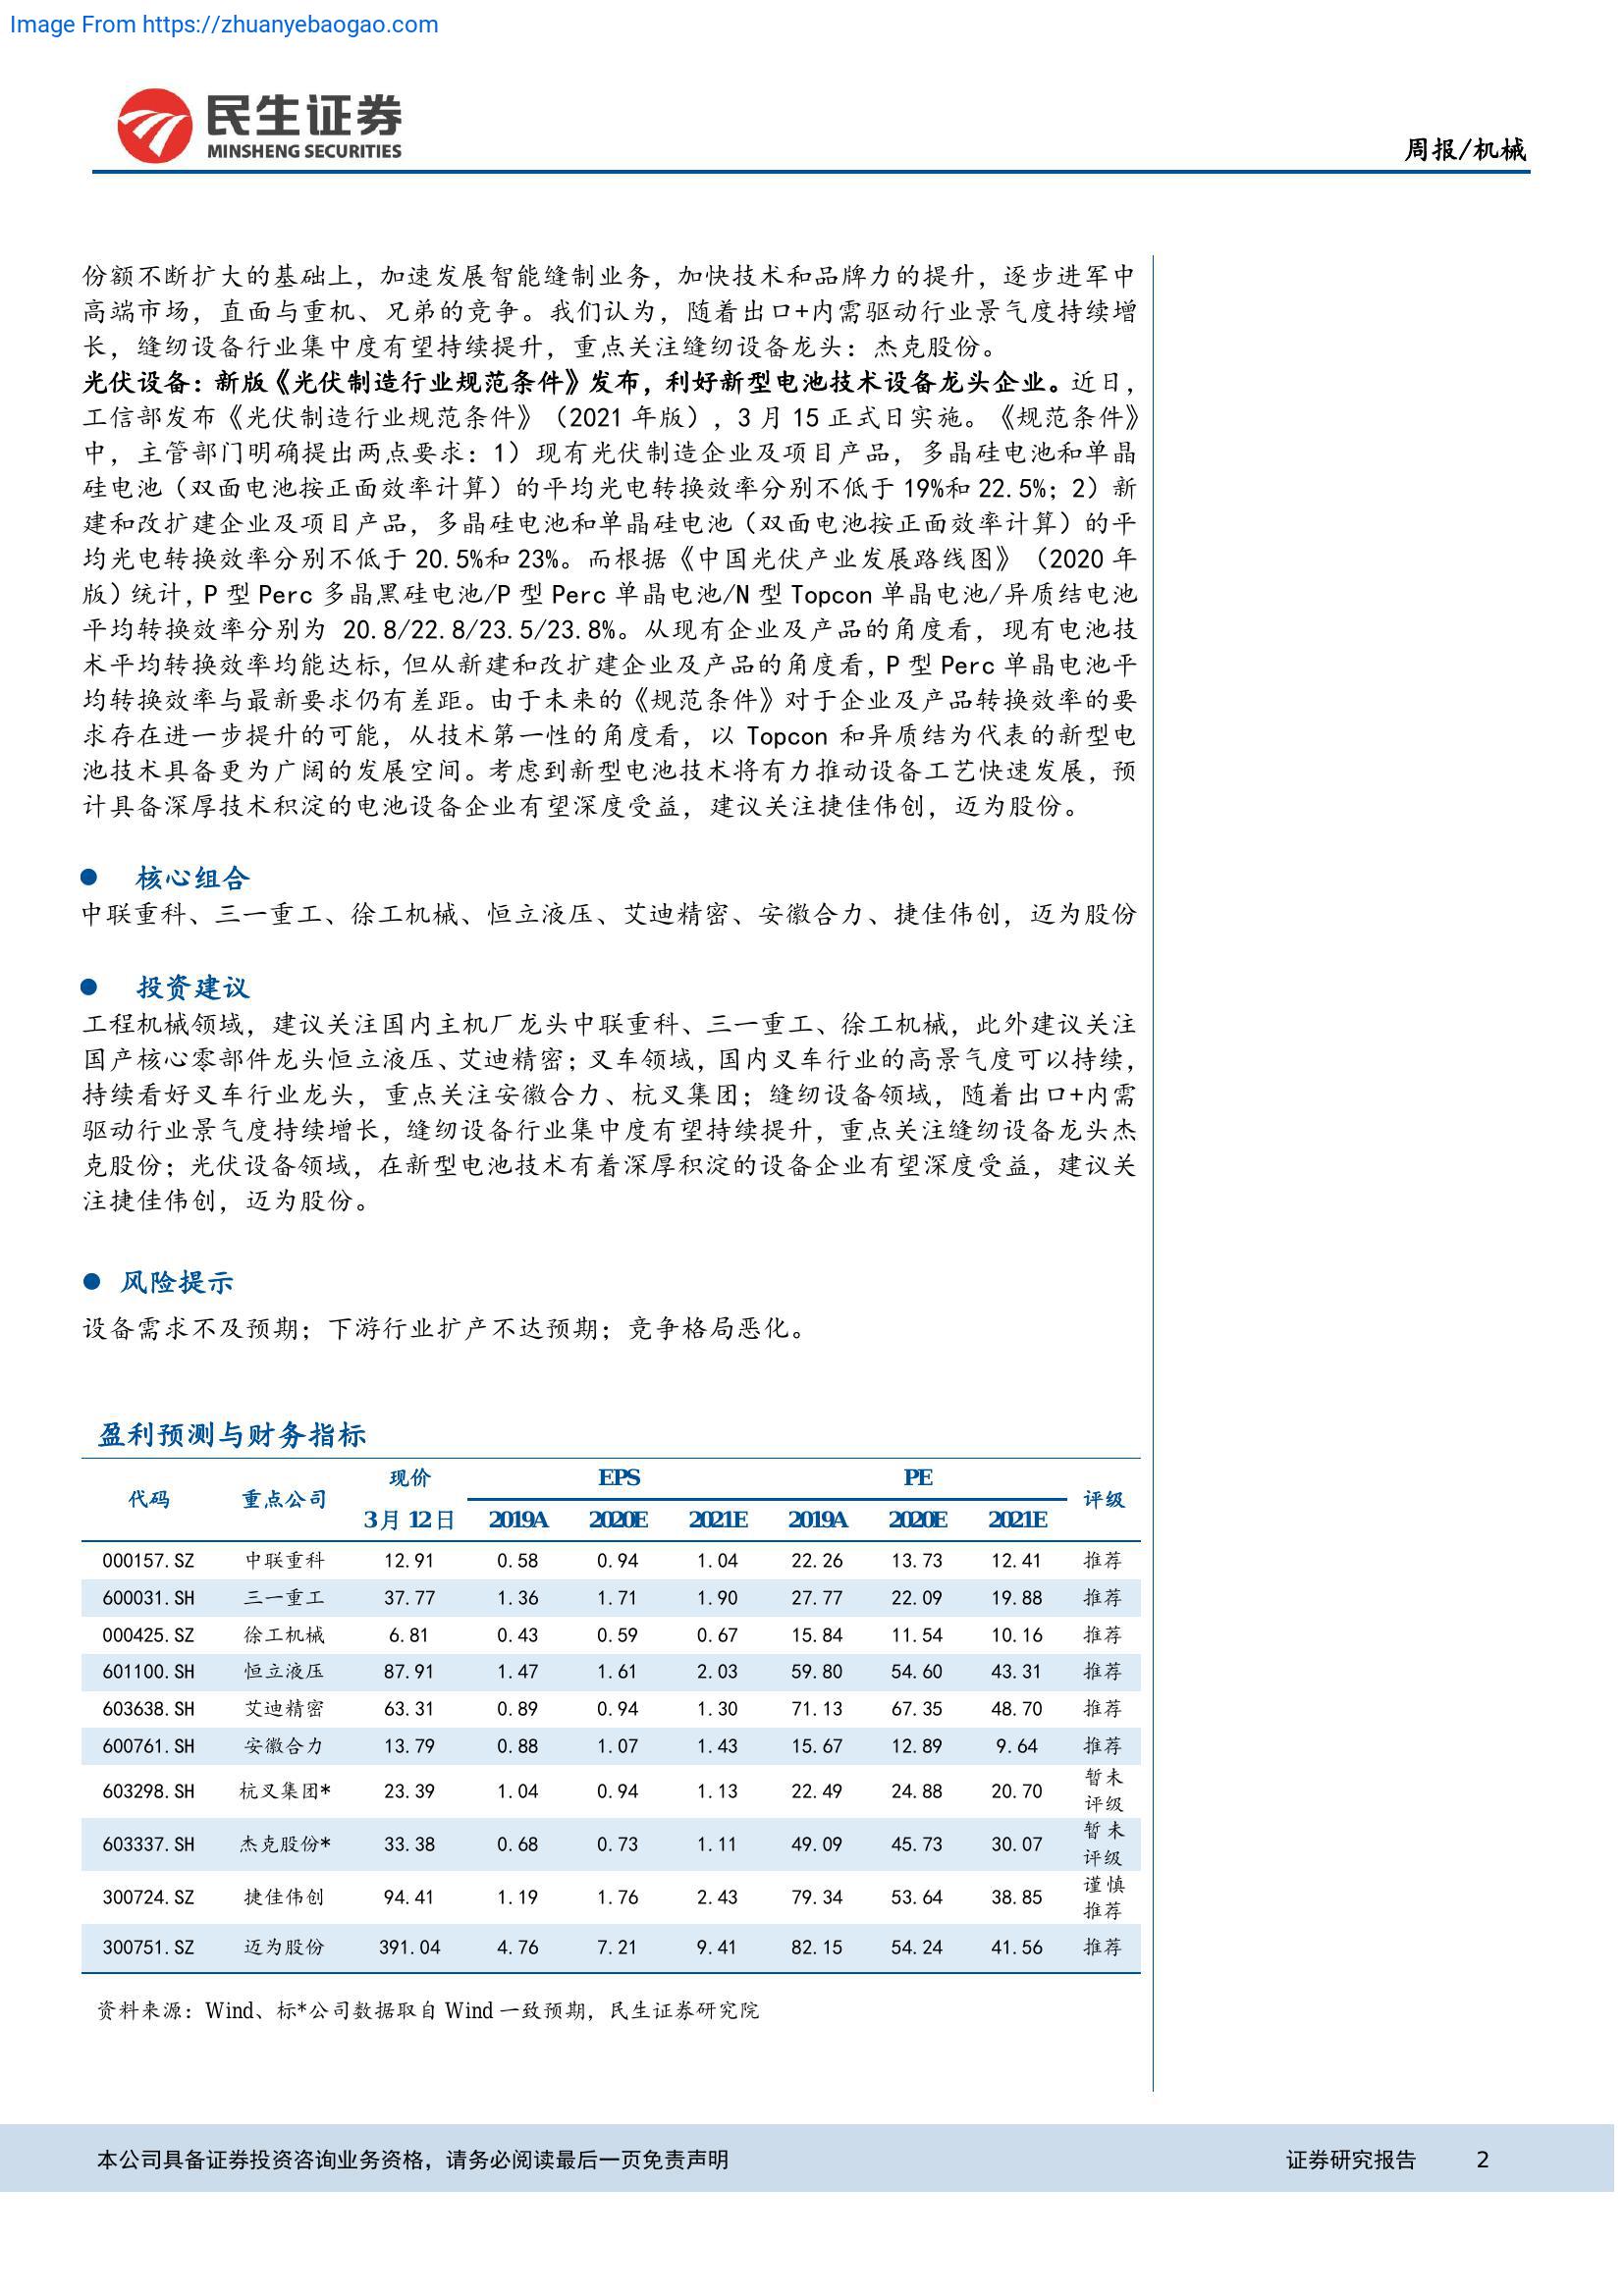 Image From https://zhuanyebaogao.com
民生证券
MINSHENG SECURITIES
周报/机械
份额不断扩大的基础上，加速发展智能缝制业务，加快技术和品牌力的提升，逐步进军中
高端市场，直面与重机、兄弟的竞争。我们认为，随着出口+内需驱动行业景气度持续增
长，缝纫设备行业集中度有望持续提升，重点关注缝纫设备龙头：杰克股份。
光伏设备：新版《光伏制造行业规范条件》发布，利好新型电池技术设备龙头企业。近日，
工信部发布《光伏制造行业规范条件》（2021 年版），3 月 15 正式日实施。《规范条件》
中，主管部门明确提出两点要求：1）现有光伏制造企业及项目产品，多晶硅电池和单晶
硅电池（双面电池按正面效率计算）的平均光电转换效率分别不低于 19%和 22.5%；2）新
建和改扩建企业及项目产品，多晶硅电池和单晶硅电池（双面电池按正面效率计算）的平
均光电转换效率分别不低于 20.5%和 23%。而根据《中国光伏产业发展路线图》（2020 年
版）统计，P 型 Perc 多晶黑硅电池/P 型 Perc 单晶电池/N 型 Topcon 单晶电池/异质结电池
平均转换效率分别为 20.8/22.8/23.5/23.8%。从现有企业及产品的角度看，现有电池技
术平均转换效率均能达标，但从新建和改扩建企业及产品的角度看，P 型 Perc 单晶电池平
均转换效率与最新要求仍有差距。由于未来的《规范条件》对于企业及产品转换效率的要
求存在进一步提升的可能，从技术第一性的角度看，以 Topcon 和异质结为代表的新型电
池技术具备更为广阔的发展空间。考虑到新型电池技术将有力推动设备工艺快速发展，预
计具备深厚技术积淀的电池设备企业有望深度受益，建议关注捷佳伟创，迈为股份。
● 核心组合
中联重科、三一重工、徐工机械、恒立液压、艾迪精密、安徽合力、捷佳伟创，迈为股份
● 投资建议
工程机械领域，建议关注国内主机厂龙头中联重科、三一重工、徐工机械，此外建议关注
国产核心零部件龙头恒立液压、艾迪精密；叉车领域，国内叉车行业的高景气度可以持续，
持续看好叉车行业龙头，重点关注安徽合力、杭叉集团；缝纫设备领域，随着出口+内需
驱动行业景气度持续增长，缝纫设备行业集中度有望持续提升，重点关注缝纫设备龙头杰
克股份；光伏设备领域，在新型电池技术有着深厚积淀的设备企业有望深度受益，建议关
注捷佳伟创，迈为股份。
● 风险提示
设备需求不及预期；下游行业扩产不达预期；竞争格局恶化。
盈利预测与财务指标
代码 重点公司 现价 EPS PE 评级
3 月 12 日 2019A 2020E 2021E 2019A 2020E 2021E
000157.SZ 中联重科 12.91 0.58 0.94 1.04 22.26 13.73 12.41 推荐
600031.SH 三一重工 37.77 1.36 1.71 1.90 27.77 22.09 19.88 推荐
000425.SZ 徐工机械 6.81 0.43 0.59 0.67 15.84 11.54 10.16 推荐
601100.SH 恒立液压 87.91 1.47 1.61 2.03 59.80 54.60 43.31 推荐
603638.SH 艾迪精密 63.31 0.89 0.94 1.30 71.13 67.35 48.70 推荐
600761.SH 安徽合力 13.79 0.88 1.07 1.43 15.67 12.89 9.64 推荐
603298.SH 杭叉集团* 23.39 1.04 0.94 1.13 22.49 24.88 20.70 暂未
评级
603337.SH 杰克股份* 33.38 0.68 0.73 1.11 49.09 45.73 30.07 暂未
评级
300724.SZ 捷佳伟创 94.41 1.19 1.76 2.43 79.34 53.64 38.85 谨慎
推荐
300751.SZ 迈为股份 391.04 4.76 7.21 9.41 82.15 54.24 41.56 推荐
资料来源：Wind、标*公司数据取自 Wind 一致预期，民生证券研究院
本公司具备证券投资咨询业务资格，请务必阅读最后一页免责声明 证券研究报告 2